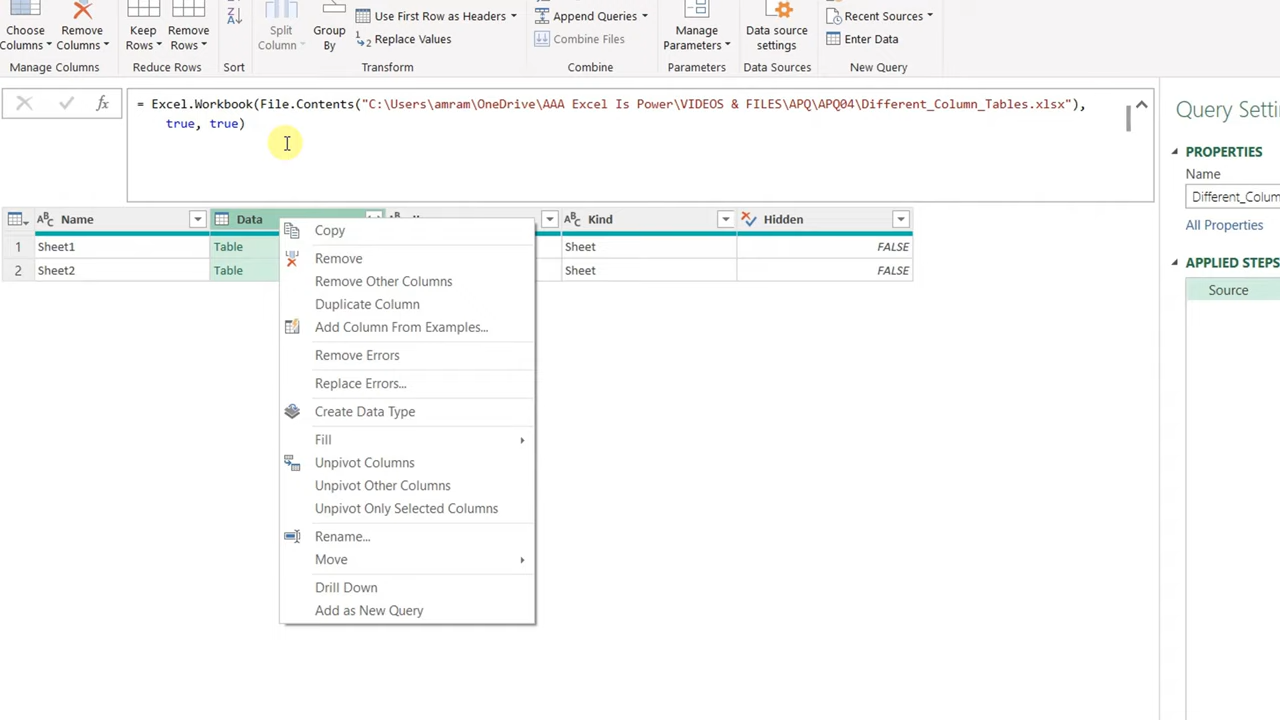 Choose Columns
Remove Columns
Keep Rows
Remove Rows
Split Column
Group By
Use First Row as Headers
Replace Values
Append Queries
Combine Files
Manage Parameters
Data source settings
Recent Sources
Enter Data
Manage Columns
Reduce Rows
Sort
Transform
Combine
Parameters
Data Sources
New Query
fx
= Excel.Workbook(File.Contents("C:\Users\amram\OneDrive\AAA Excel Is Power\VIDEOS & FILES\APQ\APQ04\Different_Column_Tables.xlsx"),
true, true)
Name
Data
Kind
Hidden
1
Sheet1
Table
Sheet
FALSE
2
Sheet2
Table
Sheet
FALSE
Copy
Remove
Remove Other Columns
Duplicate Column
Add Column From Examples...
Remove Errors
Replace Errors...
Create Data Type
Fill
Unpivot Columns
Unpivot Other Columns
Unpivot Only Selected Columns
Rename...
Move
Drill Down
Add as New Query
Query Setti
PROPERTIES
Name
Different_Colum
All Properties
APPLIED STEPS
Source